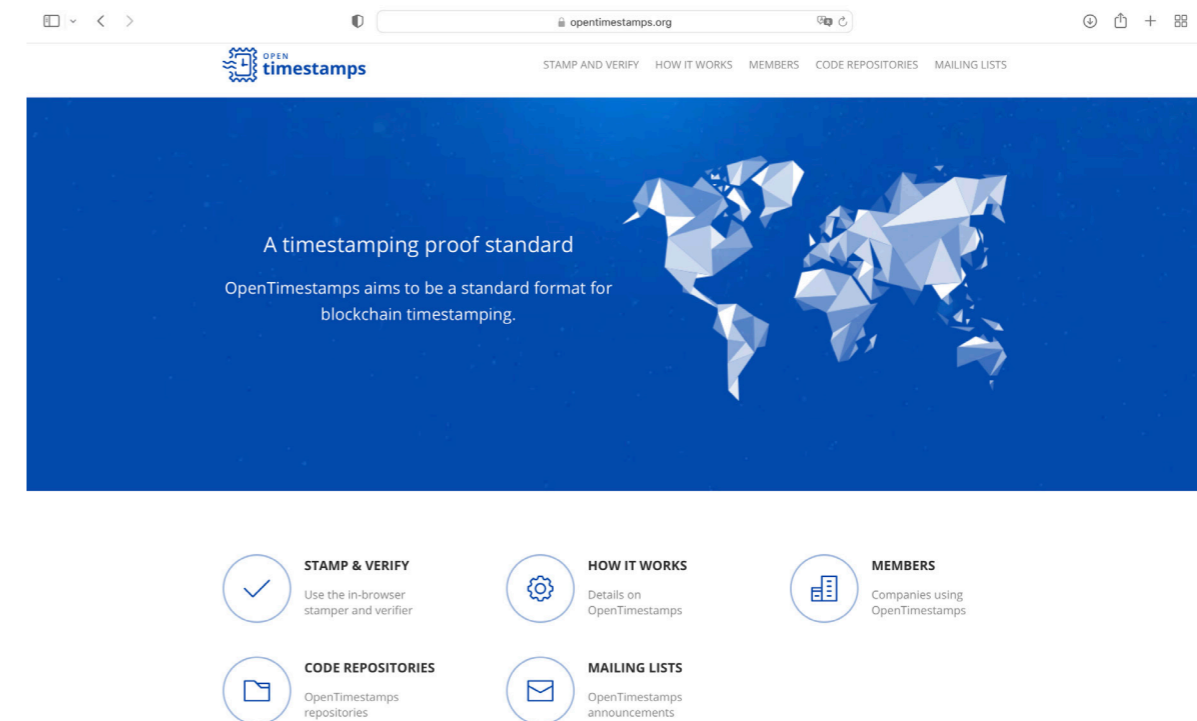 opentimestamps.org
OPEN
timestamps
STAMP AND VERIFY HOW IT WORKS MEMBERS CODE REPOSITORIES MAILING LISTS
A timestamping proof standard
OpenTimestamps aims to be a standard format for
blockchain timestamping.
STAMP & VERIFY
Use the in-browser
stamper and verifier
HOW IT WORKS
Details on
OpenTimestamps
MEMBERS
Companies using
OpenTimestamps
CODE REPOSITORIES
OpenTimestamps
repositories
MAILING LISTS
OpenTimestamps
announcements